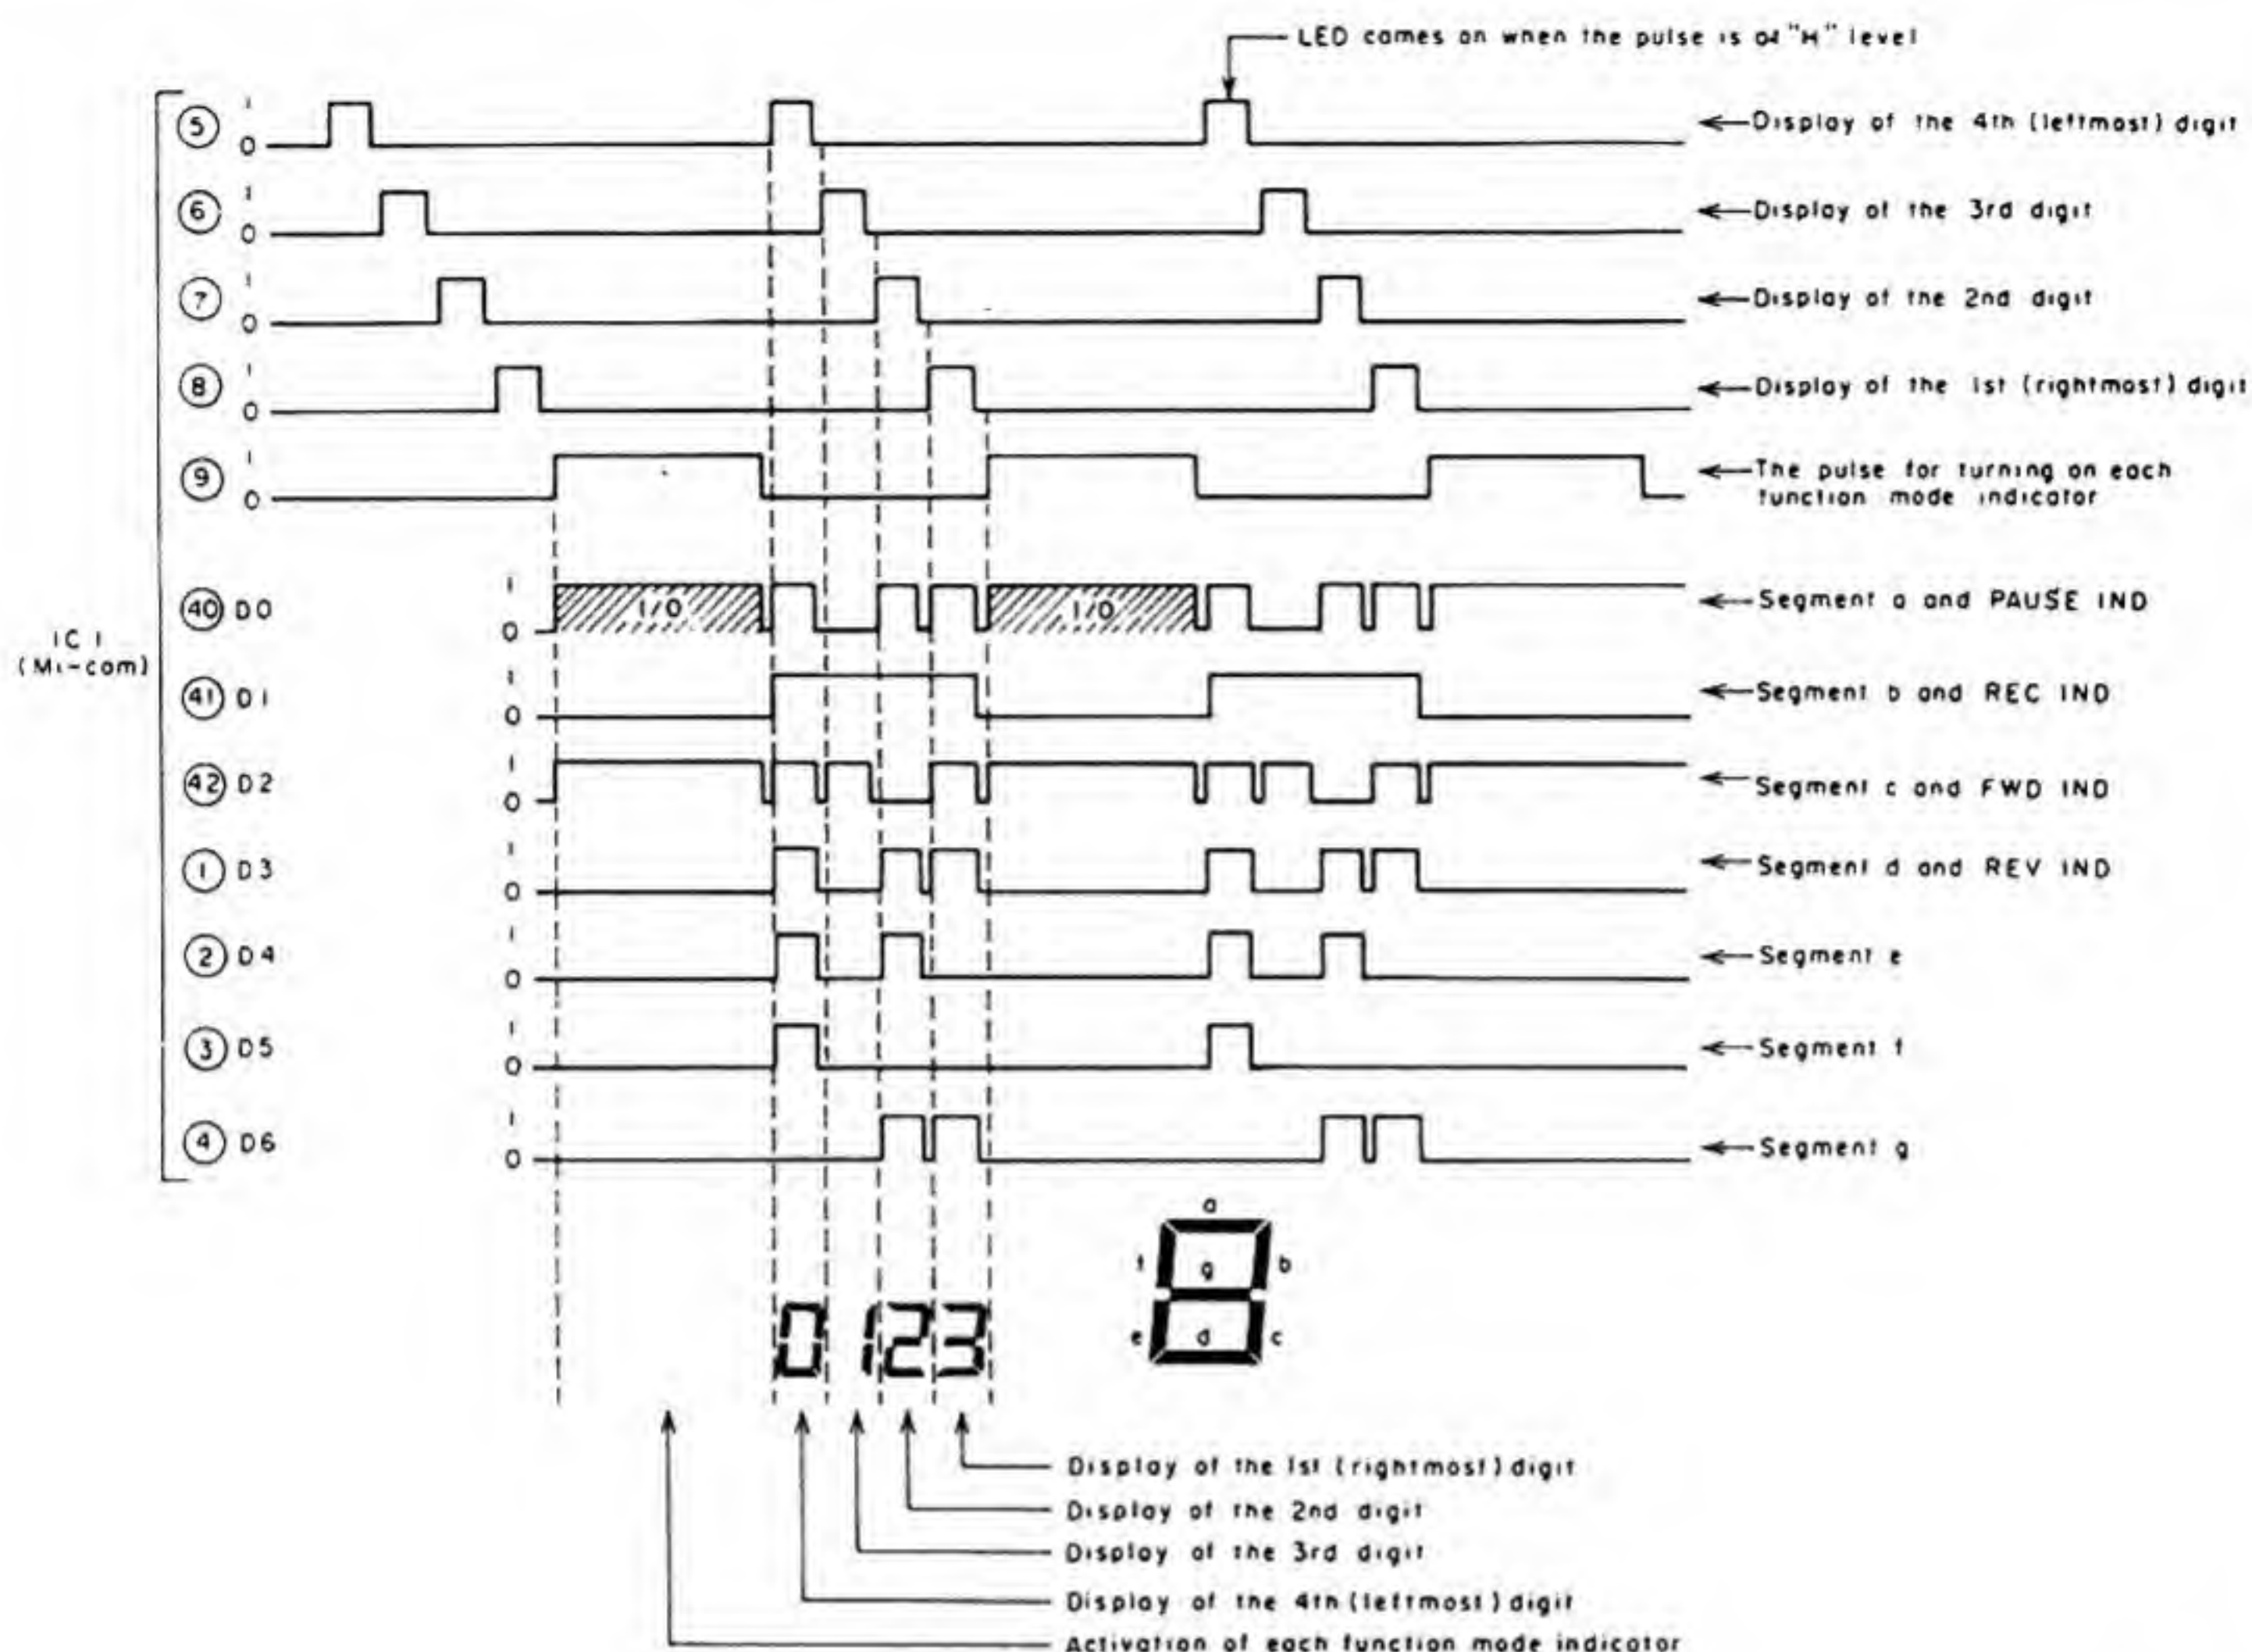 LED comes on when the pulse is of "H" level
5 1 0 Display of the 4th (leftmost) digit
6 1 0 Display of the 3rd digit
7 1 0 Display of the 2nd digit
8 1 0 Display of the 1st (rightmost) digit
9 1 0 The pulse for turning on each
function mode indicator
IC 1
(Mi-com)
40 D0 1 0 1/0 1/0 Segment a and PAUSE IND
41 D1 1 0 Segment b and REC IND
42 D2 1 0 Segment c and FWD IND
1 D3 1 0 Segment d and REV IND
2 D4 1 0 Segment e
3 D5 1 0 Segment f
4 D6 1 0 Segment g
a
f g b
e d c
0123
Display of the 1st (rightmost) digit
Display of the 2nd digit
Display of the 3rd digit
Display of the 4th (leftmost) digit
Activation of each function mode indicator